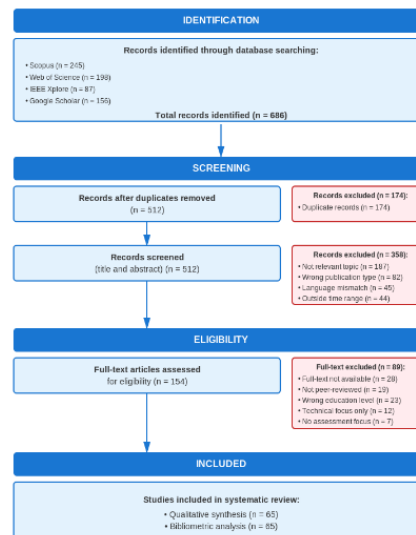 IDENTIFICATION
Records identified through database searching:
• Scopus (n = 245)
• Web of Science (n = 198)
• IEEE Xplore (n = 87)
• Google Scholar (n = 156)
Total records identified (n = 686)
SCREENING
Records after duplicates removed
(n = 512)
Records excluded (n = 174):
• Duplicate records (n = 174)
Records screened
(title and abstract) (n = 512)
Records excluded (n = 358):
• Not relevant topic (n = 187)
• Wrong publication type (n = 82)
• Language mismatch (n = 45)
• Outside time range (n = 44)
ELIGIBILITY
Full-text articles assessed
for eligibility (n = 154)
Full-text excluded (n = 89):
• Full-text not available (n = 28)
• Not peer-reviewed (n = 19)
• Wrong education level (n = 23)
• Technical focus only (n = 12)
• No assessment focus (n = 7)
INCLUDED
Studies included in systematic review:
• Qualitative synthesis (n = 65)
• Bibliometric analysis (n = 65)